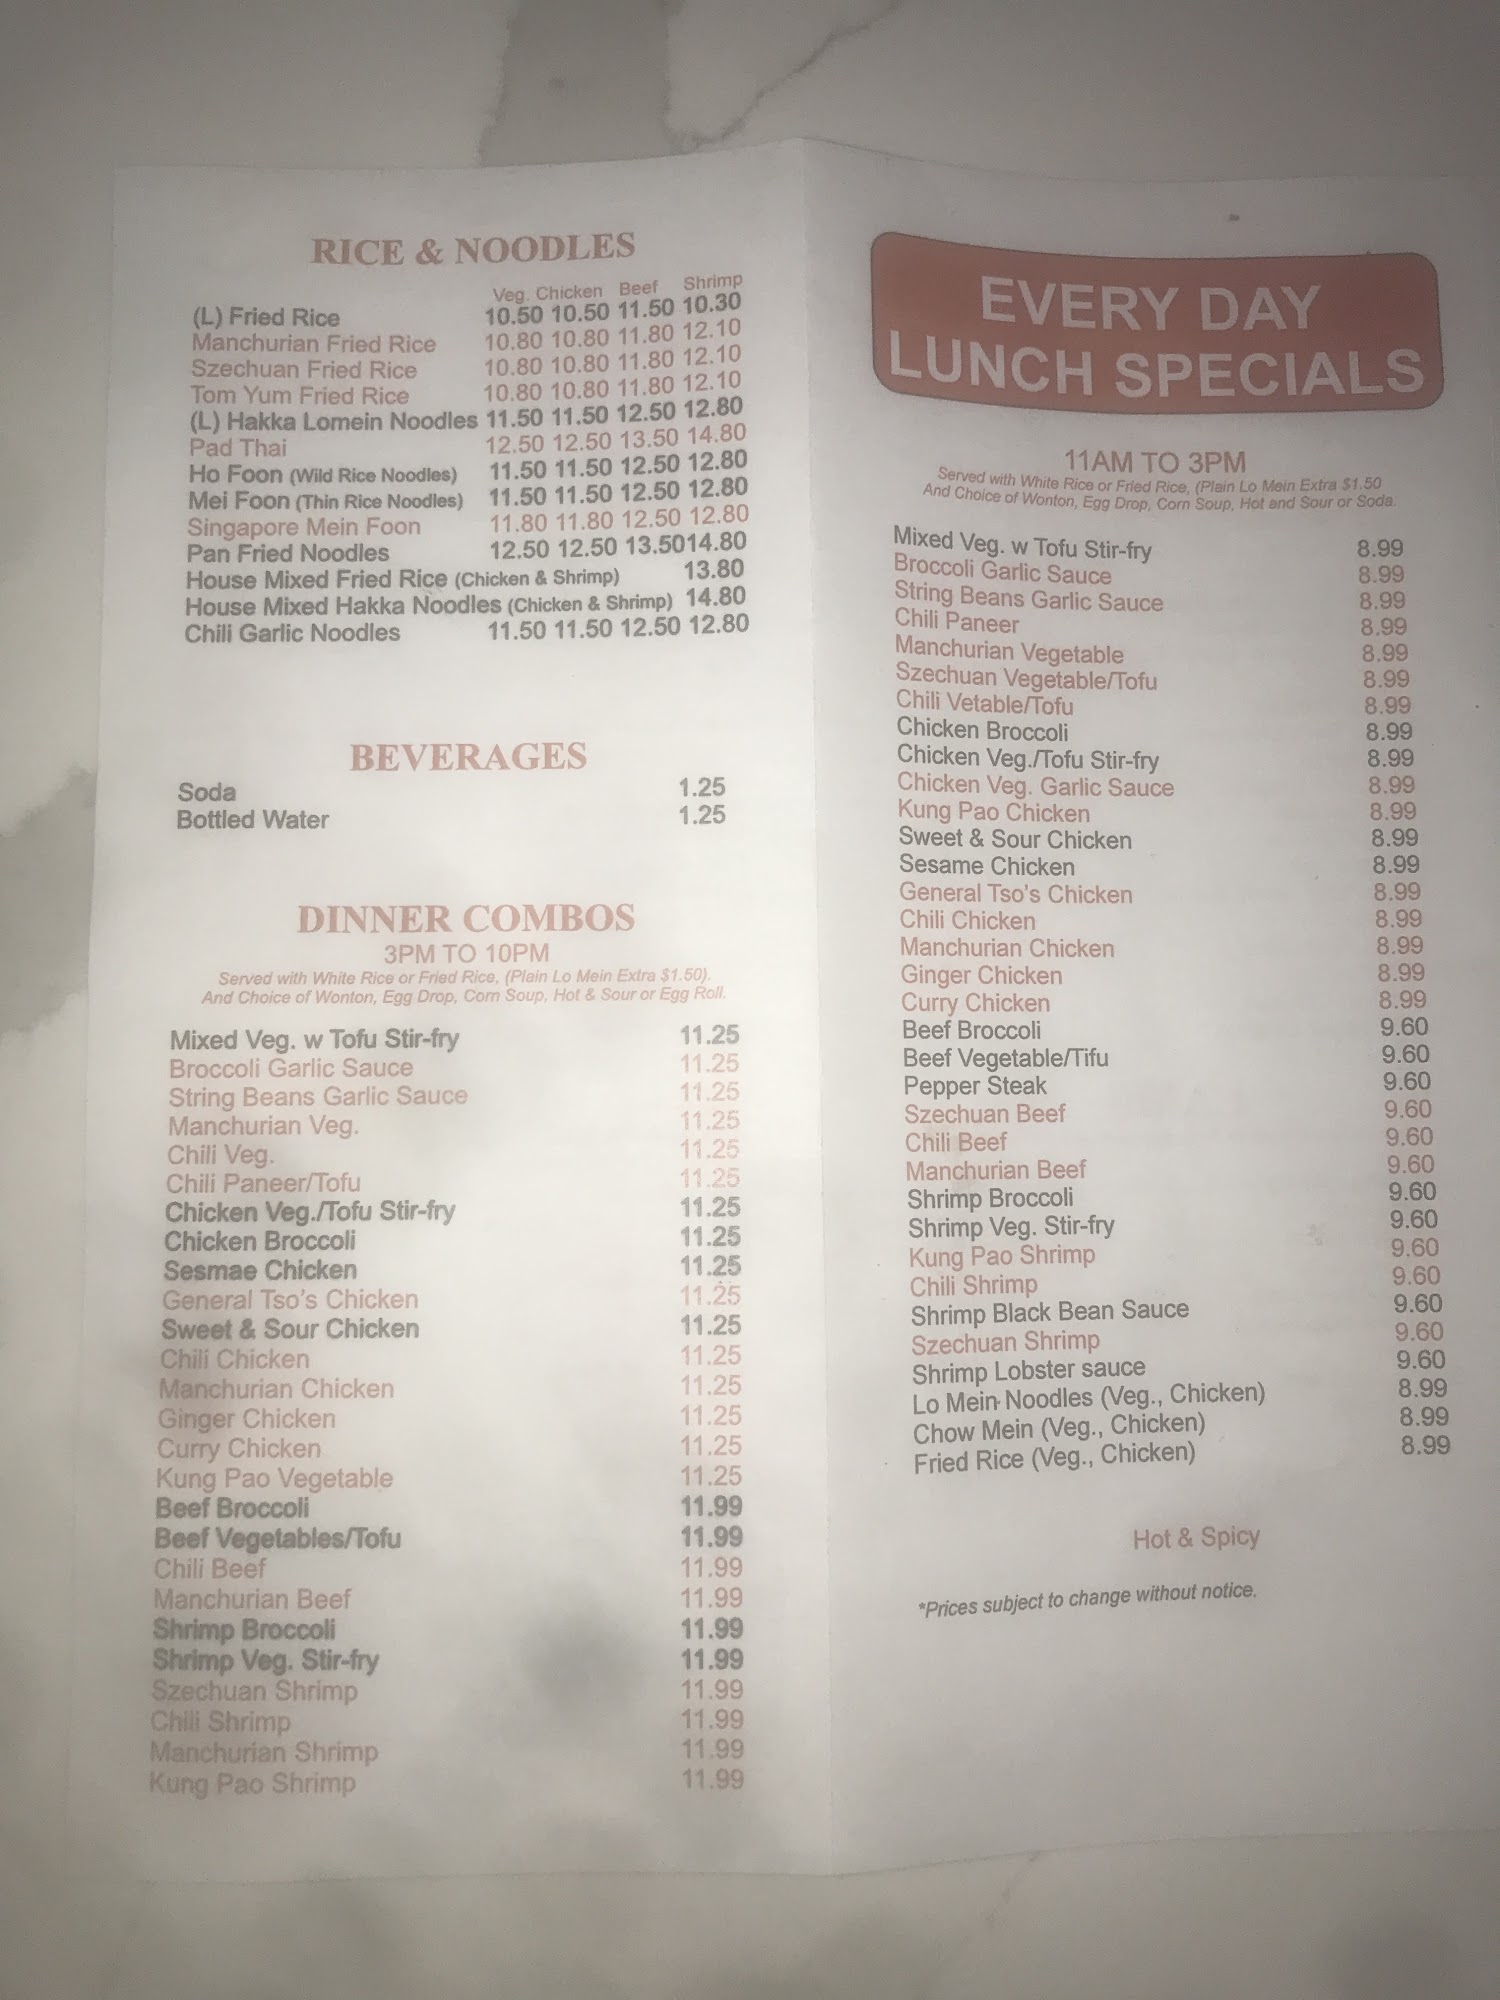 RICE & NOODLES
Veg. Chicken Beef Shrimp
(L) Fried Rice 10.50 10.50 11.50 10.30
Manchurian Fried Rice 10.80 10.80 11.80 12.10
Szechuan Fried Rice 10.80 10.80 11.80 12.10
Tom Yum Fried Rice 10.80 10.80 11.80 12.10
(L) Hakka Lomein Noodles 11.50 11.50 12.50 12.80
Pad Thai 12.50 12.50 13.50 14.80
Ho Foon (Wild Rice Noodles) 11.50 11.50 12.50 12.80
Mei Foon (Thin Rice Noodles) 11.50 11.50 12.50 12.80
Singapore Mein Foon 11.80 11.80 12.50 12.80
Pan Fried Noodles 12.50 12.50 13.5014.80
House Mixed Fried Rice (Chicken & Shrimp) 13.80
House Mixed Hakka Noodles (Chicken & Shrimp) 14.80
Chili Garlic Noodles 11.50 11.50 12.50 12.80
BEVERAGES
Soda 1.25
Bottled Water 1.25
DINNER COMBOS
3PM TO 10PM
Served with White Rice or Fried Rice, (Plain Lo Mein Extra $1.50).
And Choice of Wonton, Egg Drop, Corn Soup, Hot & Sour or Egg Roll.
Mixed Veg. w Tofu Stir-fry 11.25
Broccoli Garlic Sauce 11.25
String Beans Garlic Sauce 11.25
Manchurian Veg. 11.25
Chili Veg. 11.25
Chili Paneer/Tofu 11.25
Chicken Veg./Tofu Stir-fry 11.25
Chicken Broccoli 11.25
Sesmae Chicken 11.25
General Tso's Chicken 11.25
Sweet & Sour Chicken 11.25
Chili Chicken 11.25
Manchurian Chicken 11.25
Ginger Chicken 11.25
Curry Chicken 11.25
Kung Pao Vegetable 11.25
Beef Broccoli 11.99
Beef Vegetables/Tofu 11.99
Chili Beef 11.99
Manchurian Beef 11.99
Shrimp Broccoli 11.99
Shrimp Veg. Stir-fry 11.99
Szechuan Shrimp 11.99
Chili Shrimp 11.99
Manchurian Shrimp 11.99
Kung Pao Shrimp 11.99
EVERY DAY
LUNCH SPECIALS
11AM TO 3PM
Served with White Rice or Fried Rice, (Plain Lo Mein Extra $1.50
And Choice of Wonton, Egg Drop, Corn Soup, Hot and Sour or Soda.
Mixed Veg. w Tofu Stir-fry 8.99
Broccoli Garlic Sauce 8.99
String Beans Garlic Sauce 8.99
Chili Paneer 8.99
Manchurian Vegetable 8.99
Szechuan Vegetable/Tofu 8.99
Chili Vetable/Tofu 8.99
Chicken Broccoli 8.99
Chicken Veg./Tofu Stir-fry 8.99
Chicken Veg. Garlic Sauce 8.99
Kung Pao Chicken 8.99
Sweet & Sour Chicken 8.99
Sesame Chicken 8.99
General Tso's Chicken 8.99
Chili Chicken 8.99
Manchurian Chicken 8.99
Ginger Chicken 8.99
Curry Chicken 8.99
Beef Broccoli 9.60
Beef Vegetable/Tifu 9.60
Pepper Steak 9.60
Szechuan Beef 9.60
Chili Beef 9.60
Manchurian Beef 9.60
Shrimp Broccoli 9.60
Shrimp Veg. Stir-fry 9.60
Kung Pao Shrimp 9.60
Chili Shrimp 9.60
Shrimp Black Bean Sauce 9.60
Szechuan Shrimp 9.60
Shrimp Lobster sauce 9.60
Lo Mein Noodles (Veg., Chicken) 8.99
Chow Mein (Veg., Chicken) 8.99
Fried Rice (Veg., Chicken) 8.99
Hot & Spicy
*Prices subject to change without notice.